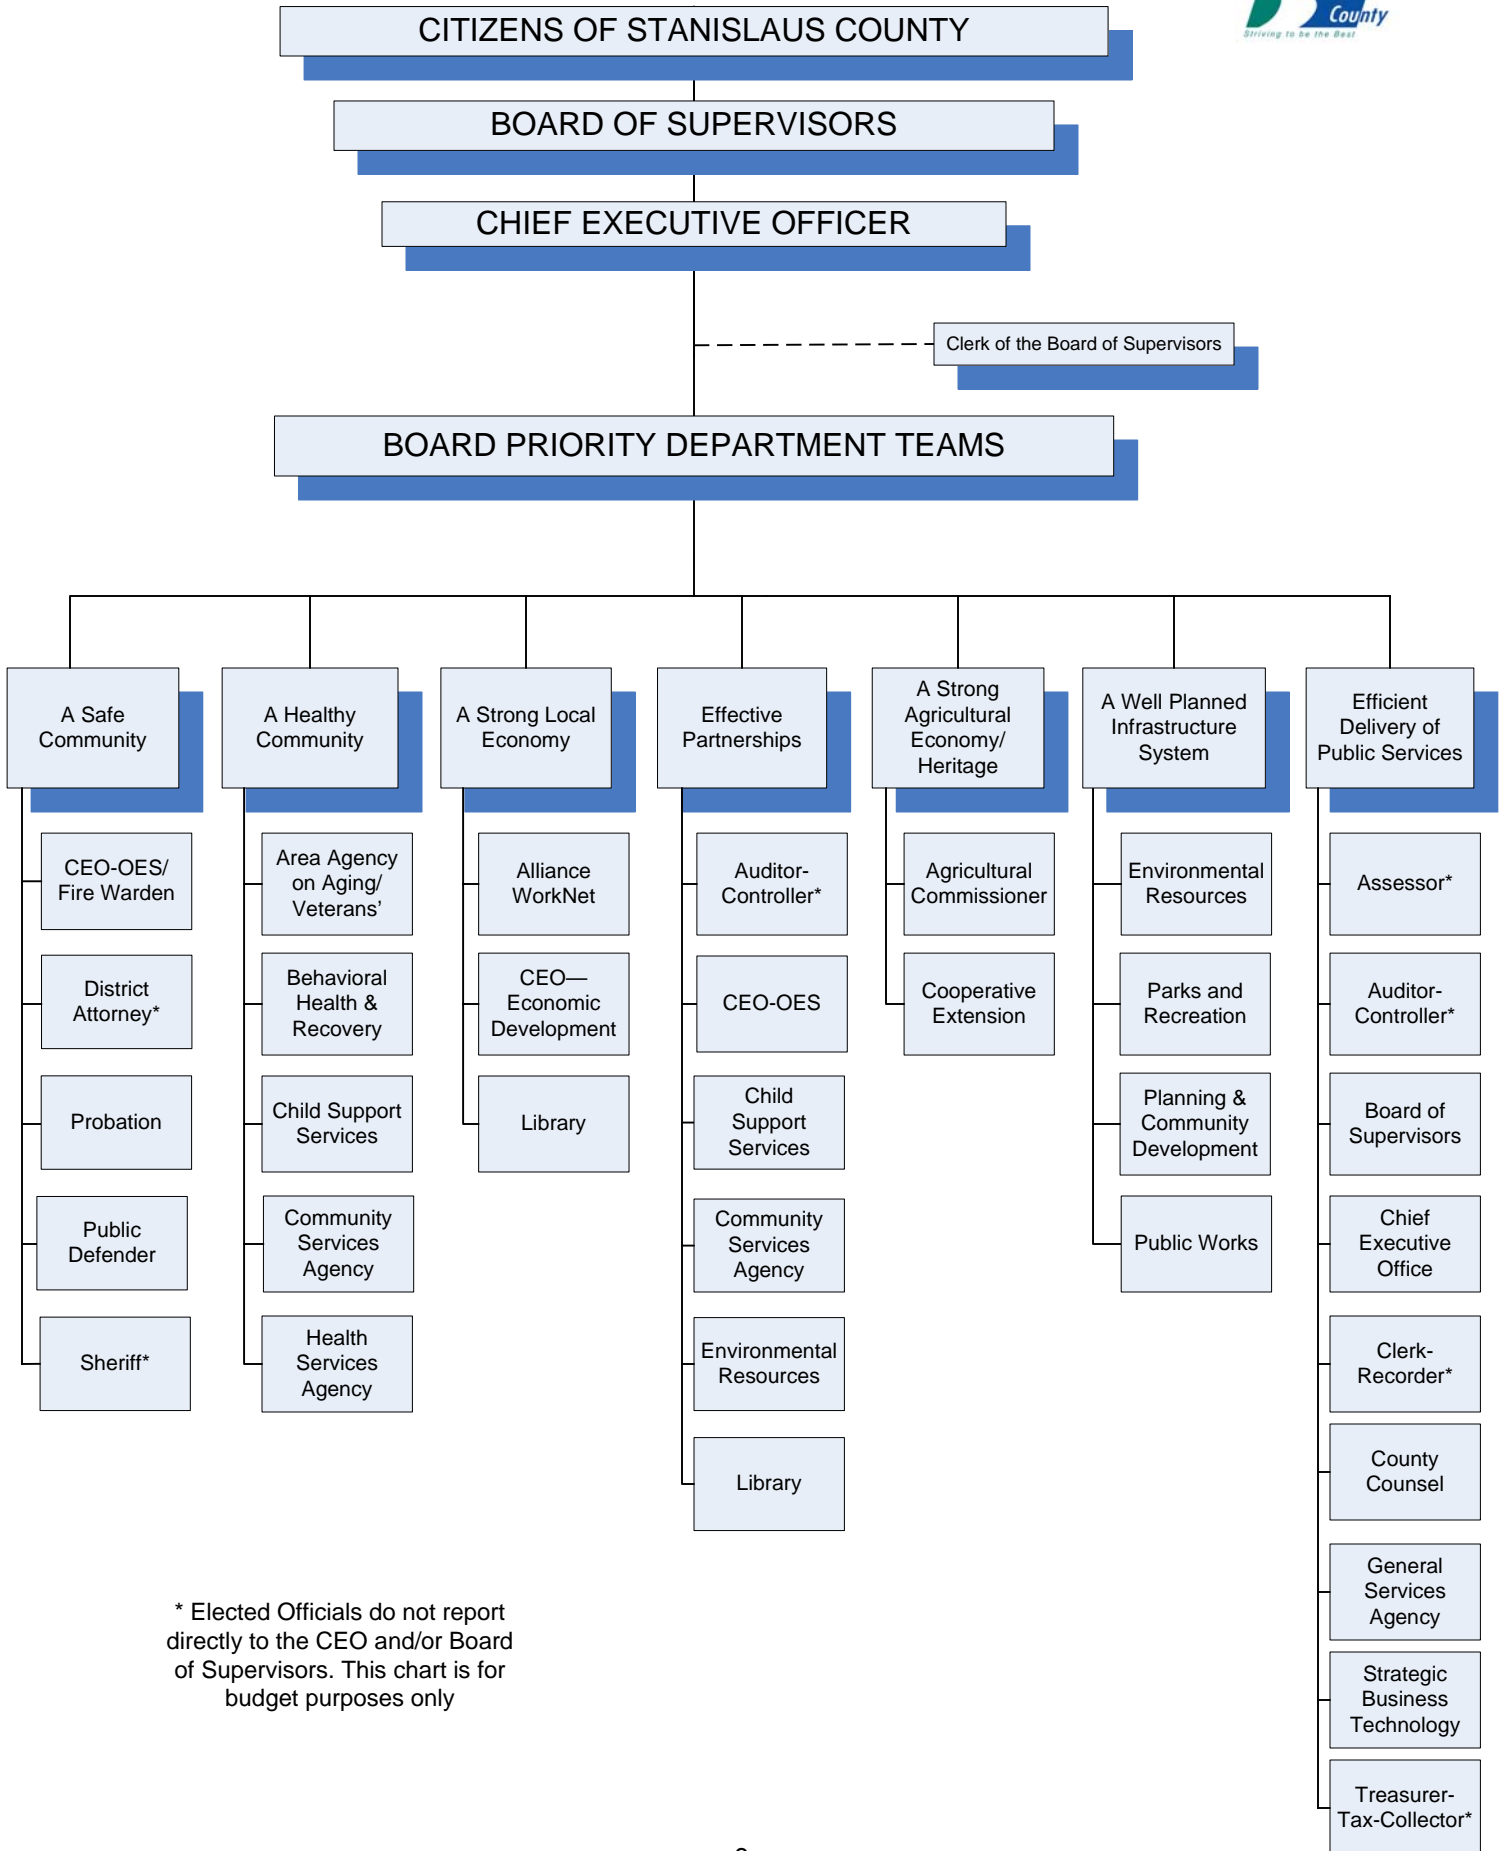 County
Striving to be the Best
CITIZENS OF STANISLAUS COUNTY
BOARD OF SUPERVISORS
CHIEF EXECUTIVE OFFICER
Clerk of the Board of Supervisors
BOARD PRIORITY DEPARTMENT TEAMS
A Safe
Community
CEO-OES/
Fire Warden
District
Attorney*
Probation
Public
Defender
Sheriff*
A Healthy
Community
Area Agency
on Aging/
Veterans’
Behavioral
Health &
Recovery
Child Support
Services
Community
Services
Agency
Health
Services
Agency
A Strong Local
Economy
Alliance
WorkNet
CEO—
Economic
Development
Library
Effective
Partnerships
Auditor-
Controller*
CEO-OES
Child
Support
Services
Community
Services
Agency
Environmental
Resources
Library
A Strong
Agricultural
Economy/
Heritage
Agricultural
Commissioner
Cooperative
Extension
A Well Planned
Infrastructure
System
Environmental
Resources
Parks and
Recreation
Planning &
Community
Development
Public Works
Efficient
Delivery of
Public Services
Assessor*
Auditor-
Controller*
Board of
Supervisors
Chief
Executive
Office
Clerk-
Recorder*
County
Counsel
General
Services
Agency
Strategic
Business
Technology
Treasurer-
Tax-Collector*
* Elected Officials do not report
directly to the CEO and/or Board
of Supervisors. This chart is for
budget purposes only